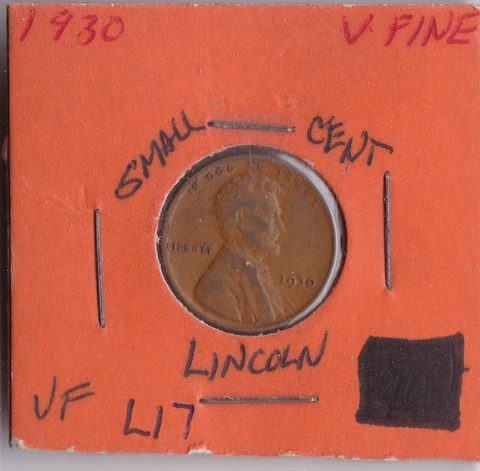 1930 V FINE
SMALL CENT
IN GOD WE TRUST
LIBERTY
1930
LINCOLN
VF L17